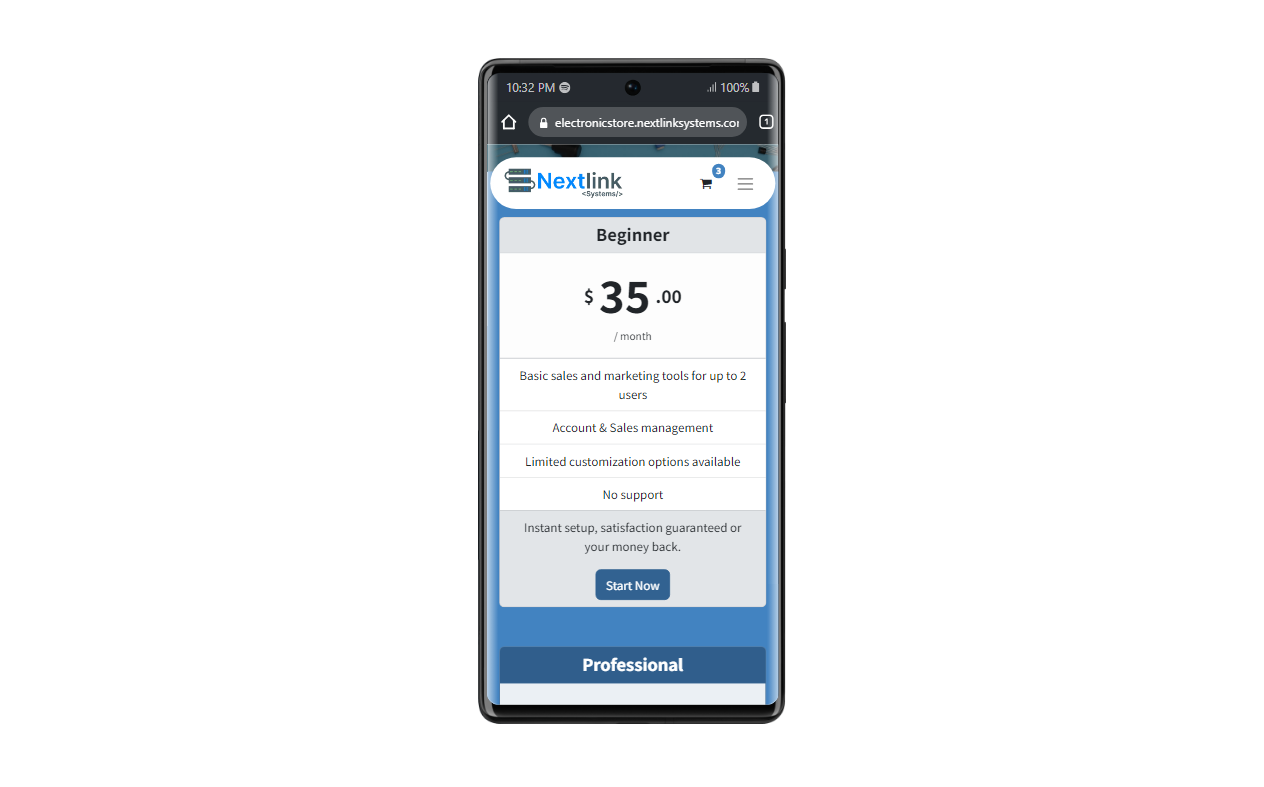 10:32 PM
100%
electronicstore.nextlinksystems.co
1
Nextlink
<Systems/>
3
Beginner
$ 35 .00
/ month
Basic sales and marketing tools for up to 2
users
Account & Sales management
Limited customization options available
No support
Instant setup, satisfaction guaranteed or
your money back.
Start Now
Professional